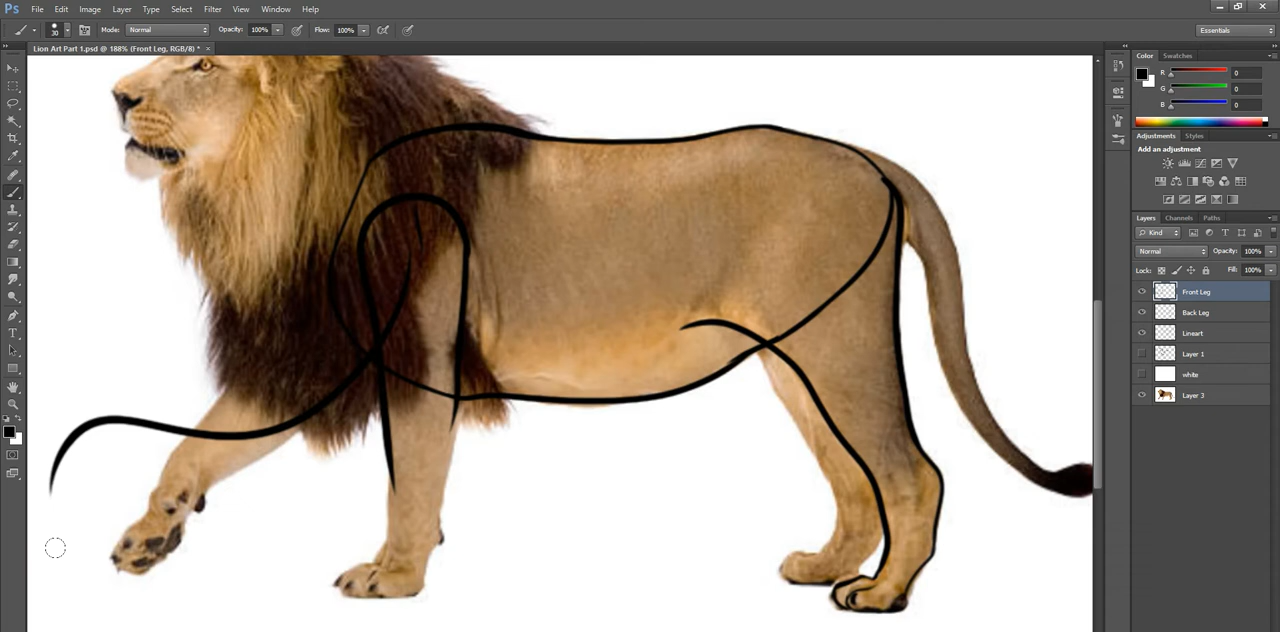 Ps File Edit Image Layer Type Select Filter View Window Help
30 Mode: Normal Opacity: 100% Flow: 100% Essentials
Lion Art Part 1.psd @ 188% (Front Leg, RGB/8) * ×
Color Swatches
R 0
G 0
B 0
Adjustments Styles
Add an adjustment
Layers Channels Paths
Kind
Normal Opacity: 100%
Lock: Fill: 100%
Front Leg
Back Leg
Lineart
Layer 1
white
Layer 3